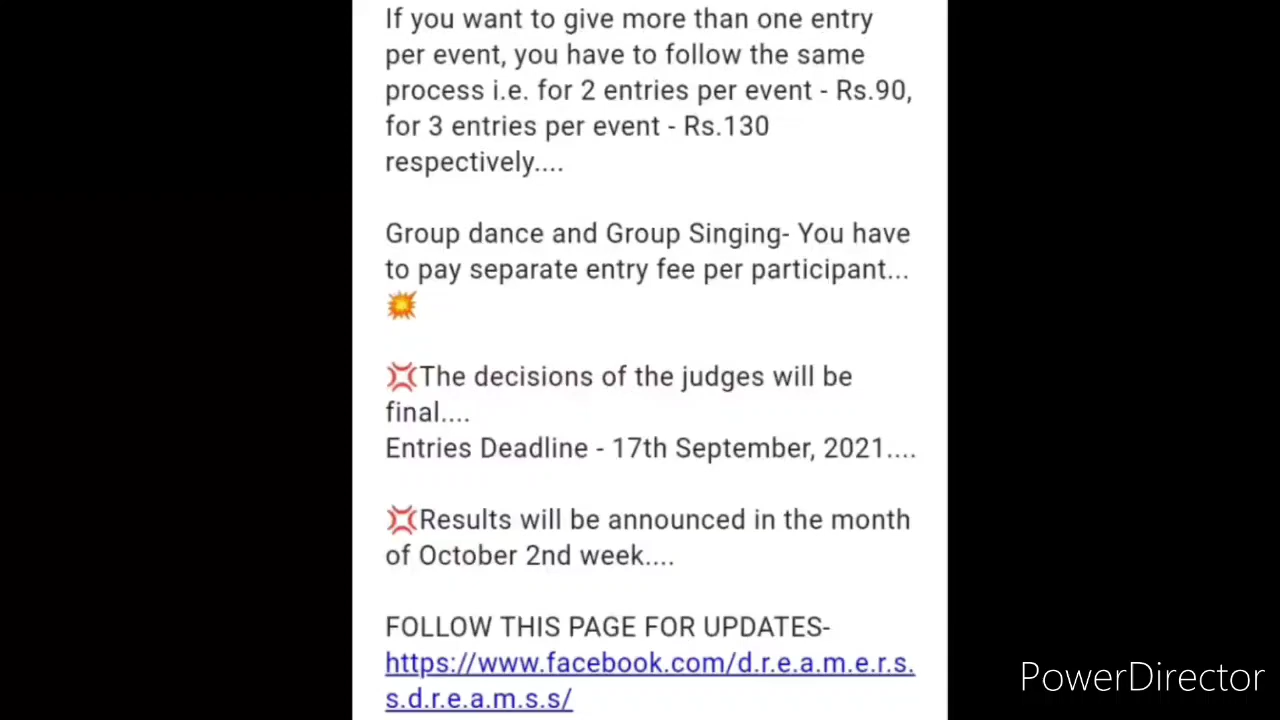 If you want to give more than one entry
per event, you have to follow the same
process i.e. for 2 entries per event - Rs.90,
for 3 entries per event - Rs.130
respectively....
Group dance and Group Singing- You have
to pay separate entry fee per participant...
💥
💢The decisions of the judges will be
final....
Entries Deadline - 17th September, 2021....
💢Results will be announced in the month
of October 2nd week....
FOLLOW THIS PAGE FOR UPDATES-
https://www.facebook.com/d.r.e.a.m.e.r.s.
s.d.r.e.a.m.s.s/
PowerDirector